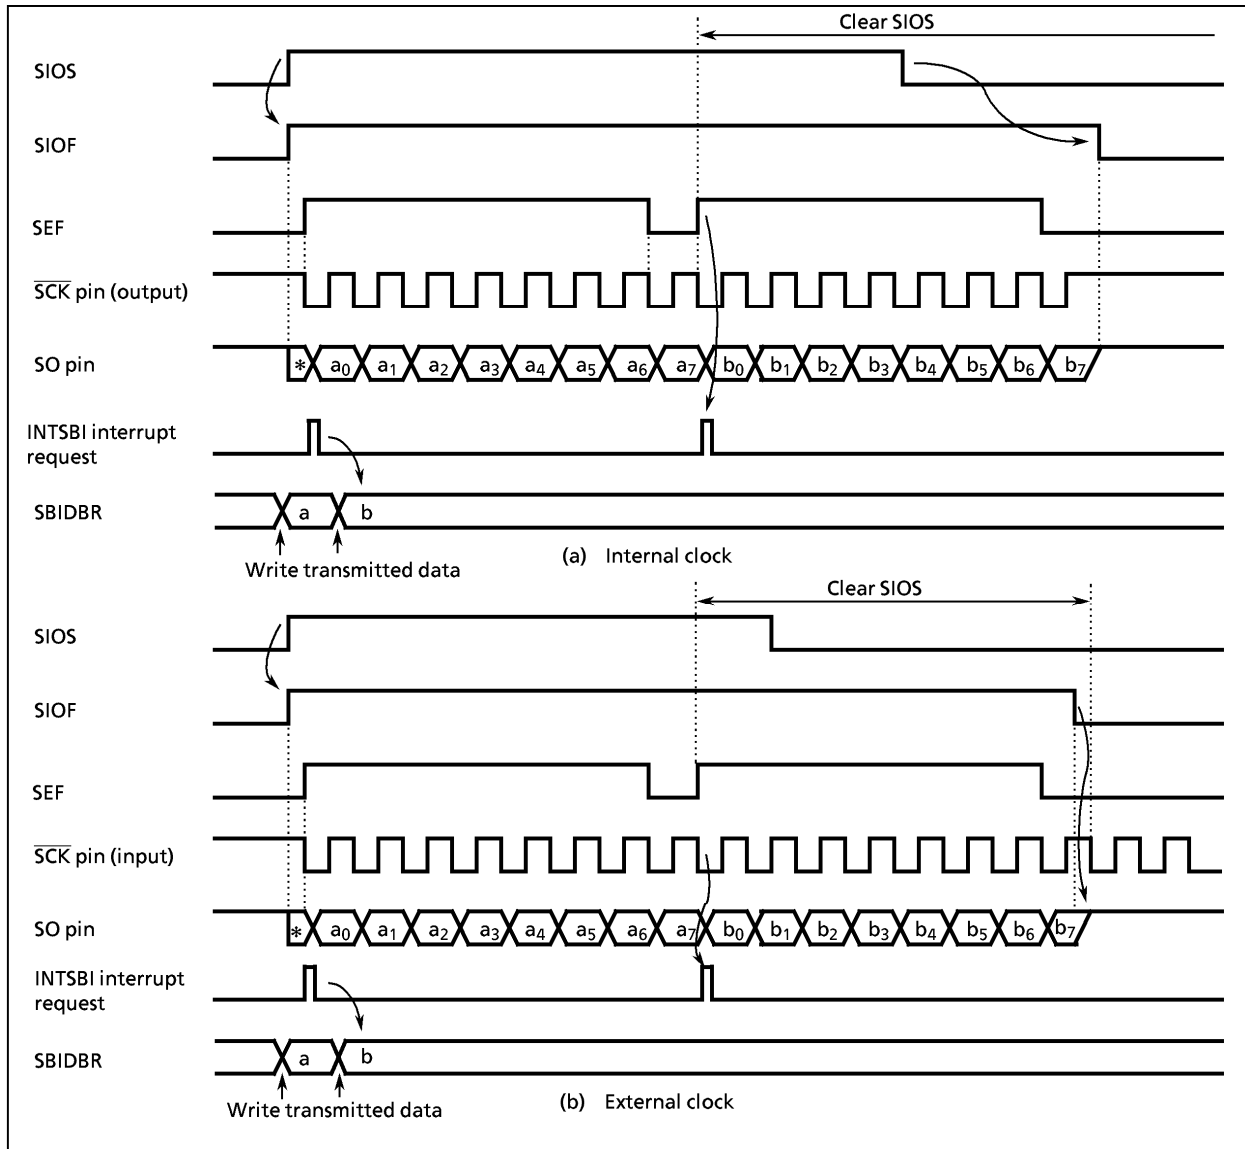 Clear SIOS
SIOS
SIOF
SEF
S̅C̅K̅ pin (output)
SO pin
* a₀ a₁ a₂ a₃ a₄ a₅ a₆ a₇ b₀ b₁ b₂ b₃ b₄ b₅ b₆ b₇
INTSBI interrupt
request
SBIDBR a b
Write transmitted data
(a) Internal clock
Clear SIOS
SIOS
SIOF
SEF
S̅C̅K̅ pin (input)
SO pin
* a₀ a₁ a₂ a₃ a₄ a₅ a₆ a₇ b₀ b₁ b₂ b₃ b₄ b₅ b₆ b₇
INTSBI interrupt
request
SBIDBR a b
Write transmitted data
(b) External clock